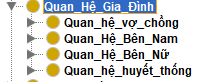 Quan_Hệ_Gia_Đình
Quan_hệ_vợ_chồng
Quan_Hệ_Bên_Nam
Quan_Hệ_Bên_Nữ
Quan_hệ_huyết_thống